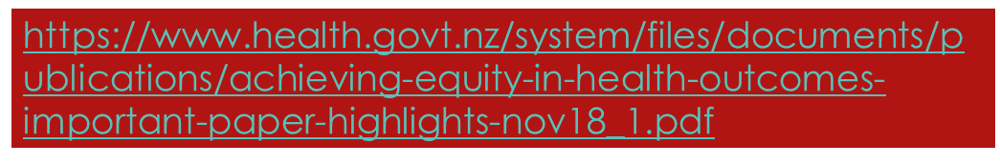 https://www.health.govt.nz/system/files/documents/p
ublications/achieving-equity-in-health-outcomes-
important-paper-highlights-nov18_1.pdf